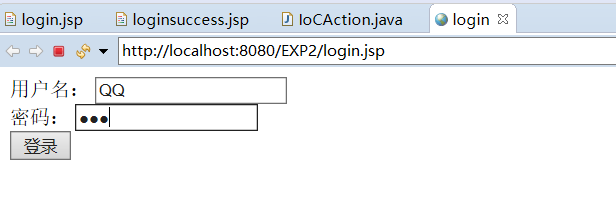 login.jsp loginsuccess.jsp IoCAction.java login
http://localhost:8080/EXP2/login.jsp
用户名： QQ
密码： •••
登录